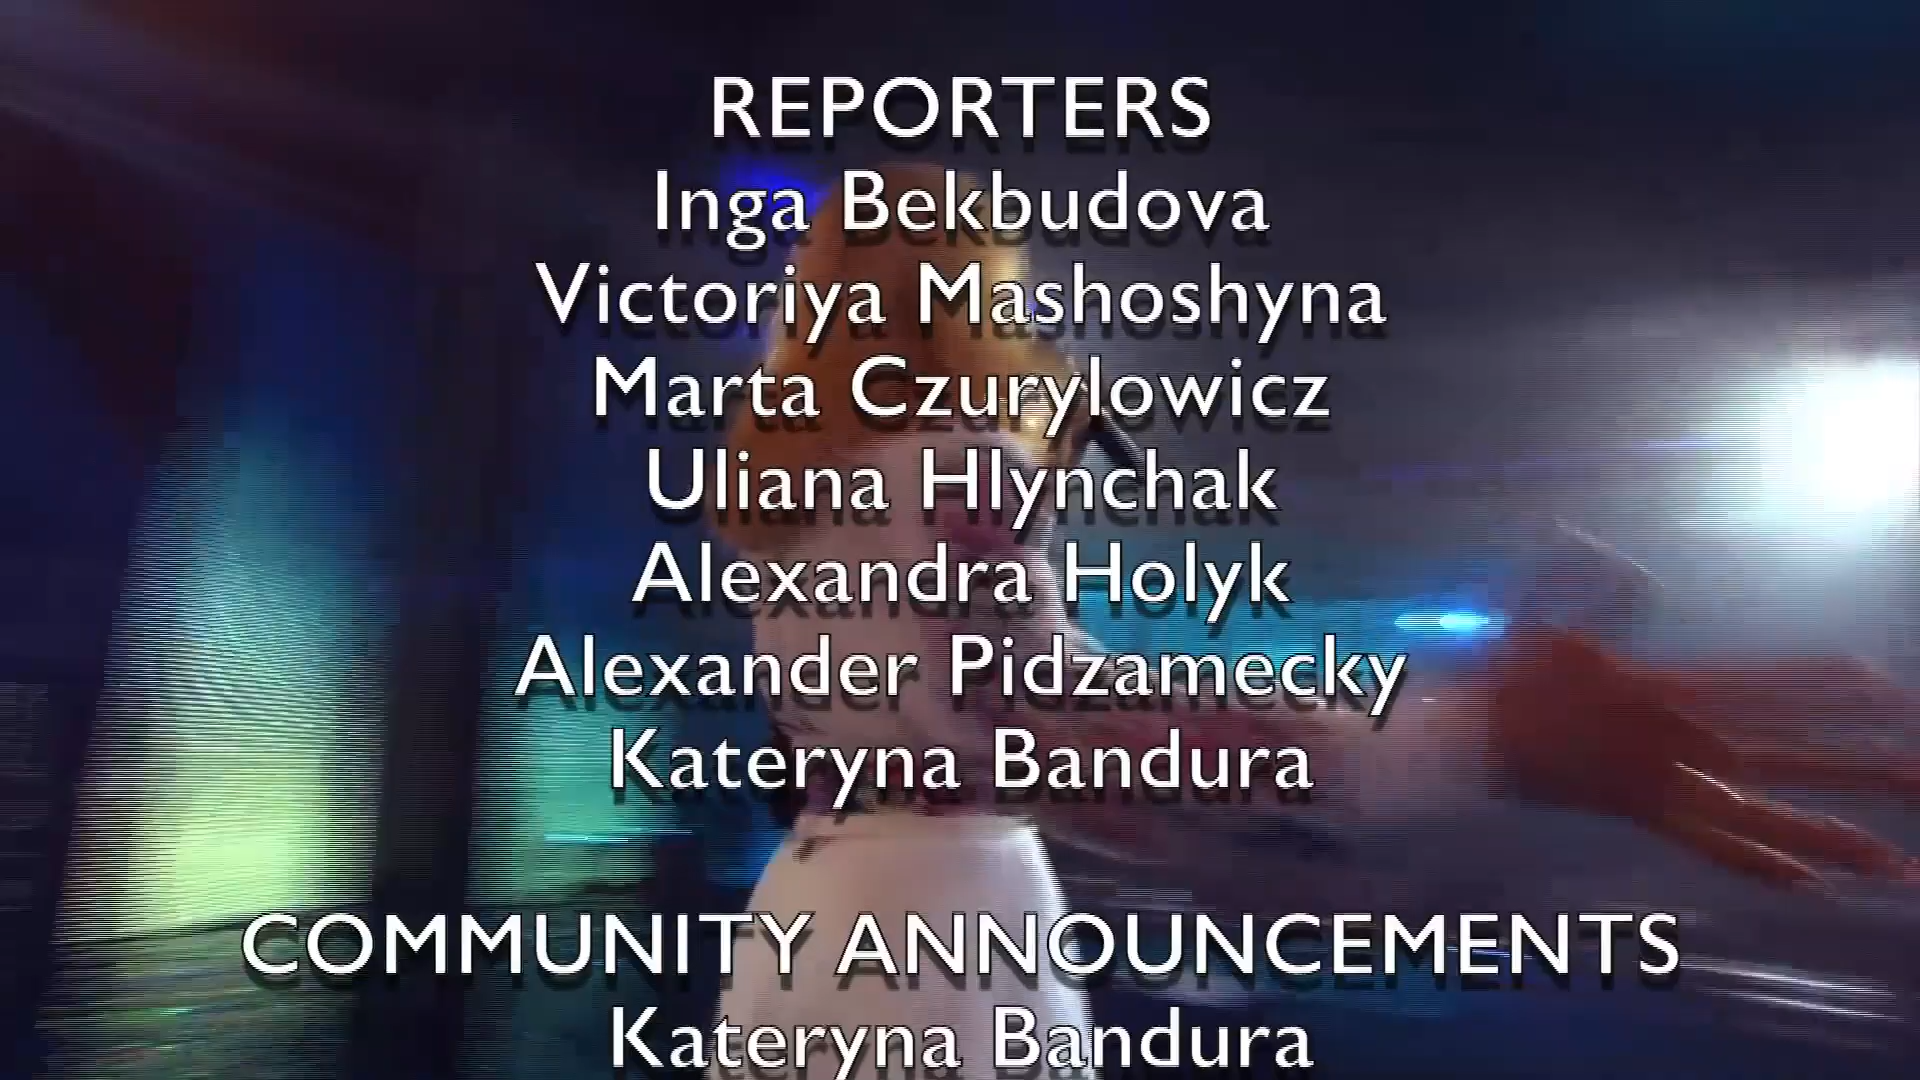 REPORTERS
Inga Bekbudova
Victoriya Mashoshyna
Marta Czurylowicz
Uliana Hlynchak
Alexandra Holyk
Alexander Pidzamecky
Kateryna Bandura
COMMUNITY ANNOUNCEMENTS
Kateryna Bandura